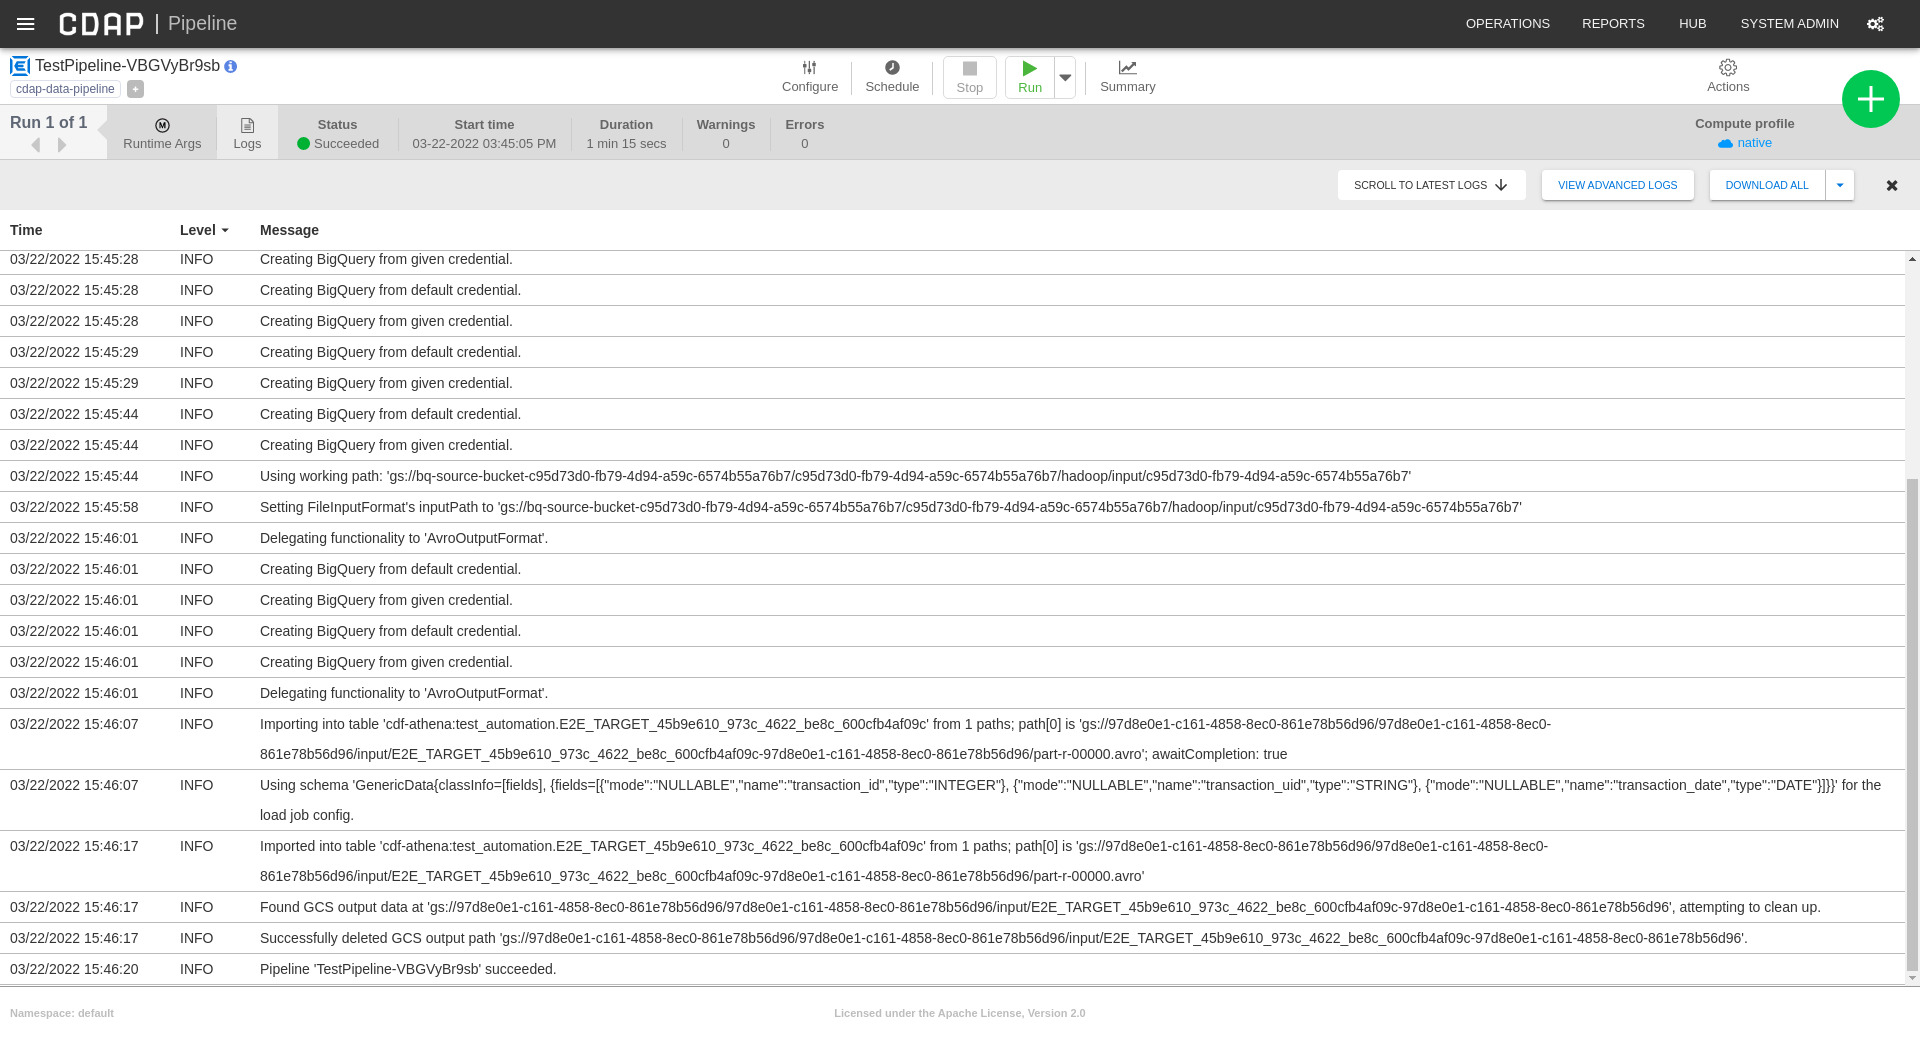 CDAP | Pipeline
OPERATIONS REPORTS HUB SYSTEM ADMIN
TestPipeline-VBGVyBr9sb
cdap-data-pipeline +
Configure Schedule Stop Run Summary Actions
Run 1 of 1
Runtime Args Logs
Status Start time Duration Warnings Errors Compute profile
Succeeded 03-22-2022 03:45:05 PM 1 min 15 secs 0 0 native
SCROLL TO LATEST LOGS VIEW ADVANCED LOGS DOWNLOAD ALL
Time Level Message
03/22/2022 15:45:28 INFO Creating BigQuery from given credential.
03/22/2022 15:45:28 INFO Creating BigQuery from default credential.
03/22/2022 15:45:28 INFO Creating BigQuery from given credential.
03/22/2022 15:45:29 INFO Creating BigQuery from default credential.
03/22/2022 15:45:29 INFO Creating BigQuery from given credential.
03/22/2022 15:45:44 INFO Creating BigQuery from default credential.
03/22/2022 15:45:44 INFO Creating BigQuery from given credential.
03/22/2022 15:45:44 INFO Using working path: 'gs://bq-source-bucket-c95d73d0-fb79-4d94-a59c-6574b55a76b7/c95d73d0-fb79-4d94-a59c-6574b55a76b7/hadoop/input/c95d73d0-fb79-4d94-a59c-6574b55a76b7'
03/22/2022 15:45:58 INFO Setting FileInputFormat's inputPath to 'gs://bq-source-bucket-c95d73d0-fb79-4d94-a59c-6574b55a76b7/c95d73d0-fb79-4d94-a59c-6574b55a76b7/hadoop/input/c95d73d0-fb79-4d94-a59c-6574b55a76b7'
03/22/2022 15:46:01 INFO Delegating functionality to 'AvroOutputFormat'.
03/22/2022 15:46:01 INFO Creating BigQuery from default credential.
03/22/2022 15:46:01 INFO Creating BigQuery from given credential.
03/22/2022 15:46:01 INFO Creating BigQuery from default credential.
03/22/2022 15:46:01 INFO Creating BigQuery from given credential.
03/22/2022 15:46:01 INFO Delegating functionality to 'AvroOutputFormat'.
03/22/2022 15:46:07 INFO Importing into table 'cdf-athena:test_automation.E2E_TARGET_45b9e610_973c_4622_be8c_600cfb4af09c' from 1 paths; path[0] is 'gs://97d8e0e1-c161-4858-8ec0-861e78b56d96/97d8e0e1-c161-4858-8ec0-
861e78b56d96/input/E2E_TARGET_45b9e610_973c_4622_be8c_600cfb4af09c-97d8e0e1-c161-4858-8ec0-861e78b56d96/part-r-00000.avro'; awaitCompletion: true
03/22/2022 15:46:07 INFO Using schema 'GenericData{classInfo=[fields], {fields=[{"mode":"NULLABLE","name":"transaction_id","type":"INTEGER"}, {"mode":"NULLABLE","name":"transaction_uid","type":"STRING"}, {"mode":"NULLABLE","name":"transaction_date","type":"DATE"}]}}' for the
load job config.
03/22/2022 15:46:17 INFO Imported into table 'cdf-athena:test_automation.E2E_TARGET_45b9e610_973c_4622_be8c_600cfb4af09c' from 1 paths; path[0] is 'gs://97d8e0e1-c161-4858-8ec0-861e78b56d96/97d8e0e1-c161-4858-8ec0-
861e78b56d96/input/E2E_TARGET_45b9e610_973c_4622_be8c_600cfb4af09c-97d8e0e1-c161-4858-8ec0-861e78b56d96/part-r-00000.avro'
03/22/2022 15:46:17 INFO Found GCS output data at 'gs://97d8e0e1-c161-4858-8ec0-861e78b56d96/97d8e0e1-c161-4858-8ec0-861e78b56d96/input/E2E_TARGET_45b9e610_973c_4622_be8c_600cfb4af09c-97d8e0e1-c161-4858-8ec0-861e78b56d96', attempting to clean up.
03/22/2022 15:46:17 INFO Successfully deleted GCS output path 'gs://97d8e0e1-c161-4858-8ec0-861e78b56d96/97d8e0e1-c161-4858-8ec0-861e78b56d96/input/E2E_TARGET_45b9e610_973c_4622_be8c_600cfb4af09c-97d8e0e1-c161-4858-8ec0-861e78b56d96'.
03/22/2022 15:46:20 INFO Pipeline 'TestPipeline-VBGVyBr9sb' succeeded.
Namespace: default Licensed under the Apache License, Version 2.0